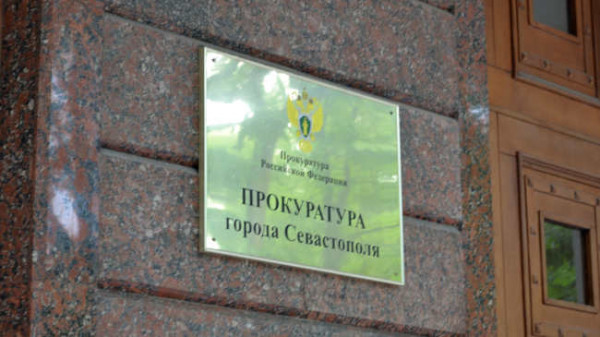 Прокуратура
Российской Федерации
ПРОКУРАТУРА
города Севастополя